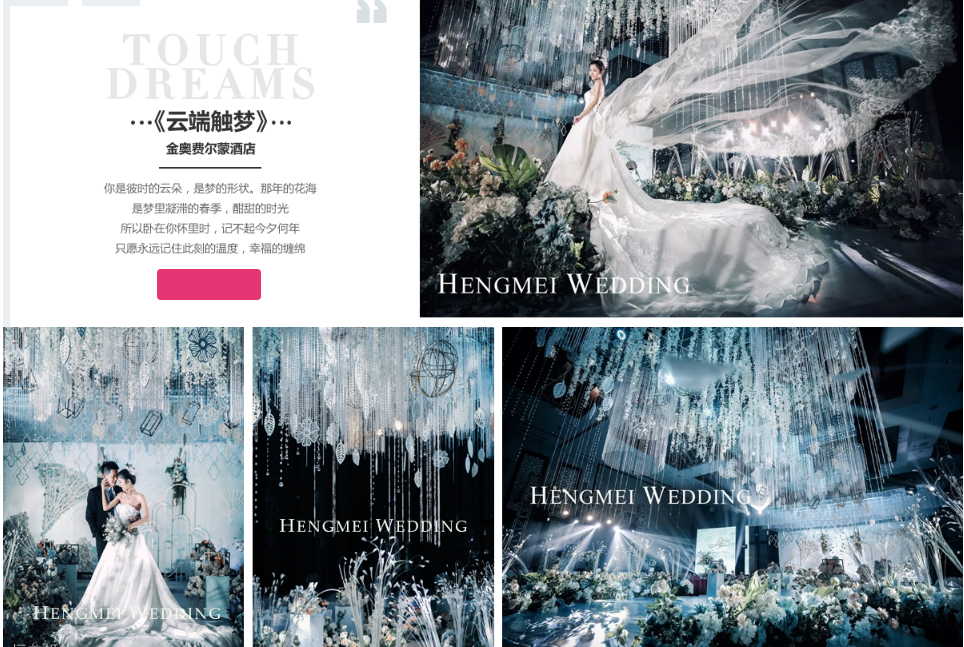 TOUCH
DREAMS
···《云端触梦》···
金奥费尔蒙酒店
你是彼时的云朵，是梦的形状。那年的花海
是梦里凝滞的春季，酣甜的时光
所以卧在你怀里时，记不起今夕何年
只愿永远记住此刻的温度，幸福的缠绵
HENGMEI WEDDING
HENGMEI WEDDING
HENGMEI WEDDING
HENGMEI WEDDING